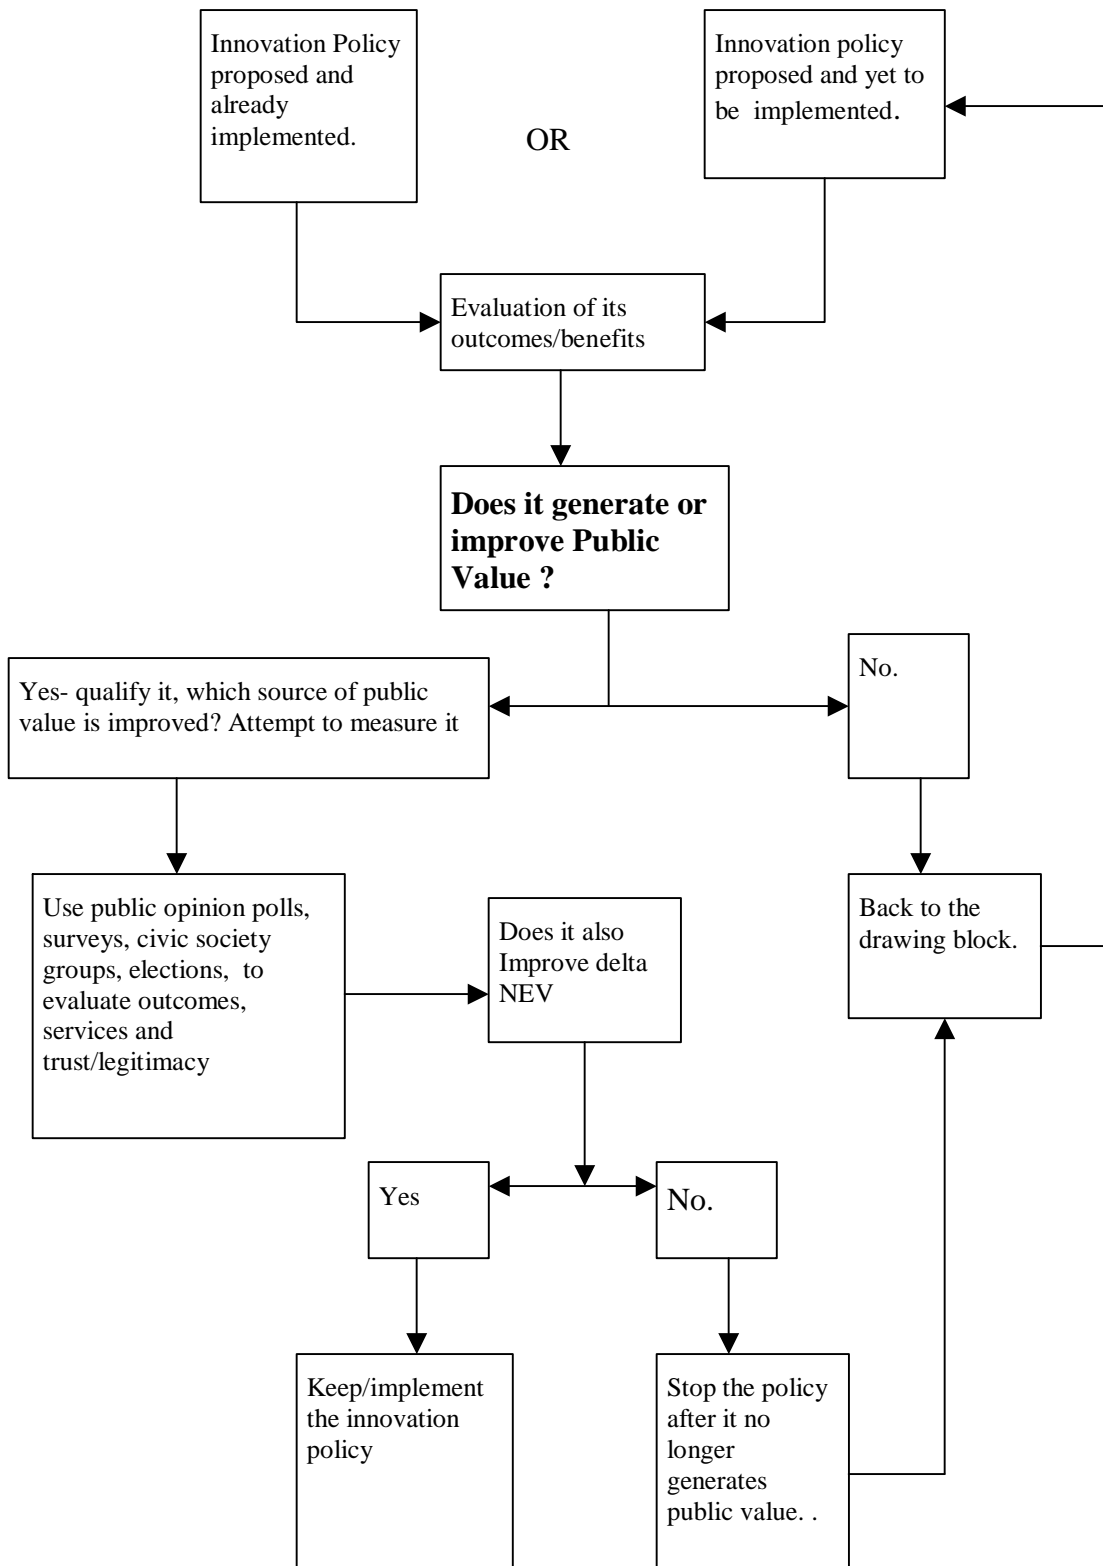 Innovation Policy
proposed and
already
implemented.
OR
Innovation policy
proposed and yet to
be  implemented.
Evaluation of its
outcomes/benefits
Does it generate or
improve Public
Value ?
Yes- qualify it, which source of public
value is improved? Attempt to measure it
No.
Use public opinion polls,
surveys, civic society
groups, elections,  to
evaluate outcomes,
services and
trust/legitimacy
Does it also
Improve delta
NEV
Back to the
drawing block.
Yes
No.
Keep/implement
the innovation
policy
Stop the policy
after it no
longer
generates
public value. .